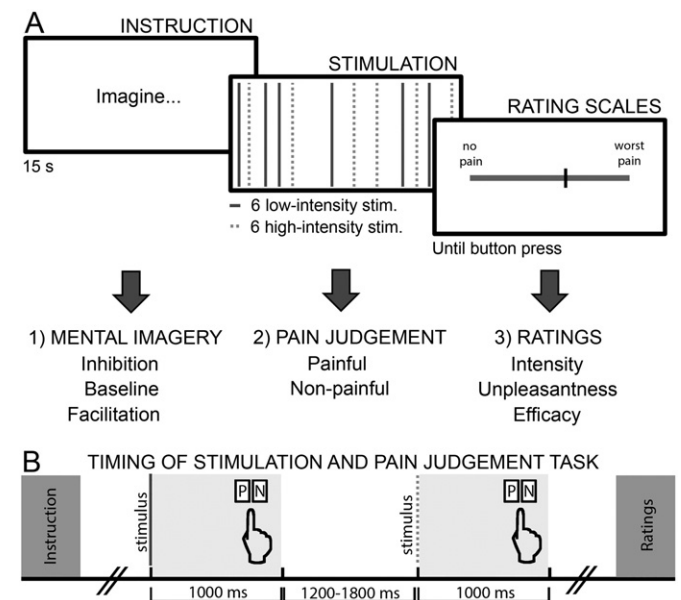 A
INSTRUCTION
Imagine...
15 s
STIMULATION
6 low-intensity stim.
6 high-intensity stim.
RATING SCALES
no pain
worst pain
Until button press
1) MENTAL IMAGERY
Inhibition
Baseline
Facilitation
2) PAIN JUDGEMENT
Painful
Non-painful
3) RATINGS
Intensity
Unpleasantness
Efficacy
B
TIMING OF STIMULATION AND PAIN JUDGEMENT TASK
Instruction
stimulus
P N
stimulus
P N
Ratings
1000 ms
1200-1800 ms
1000 ms